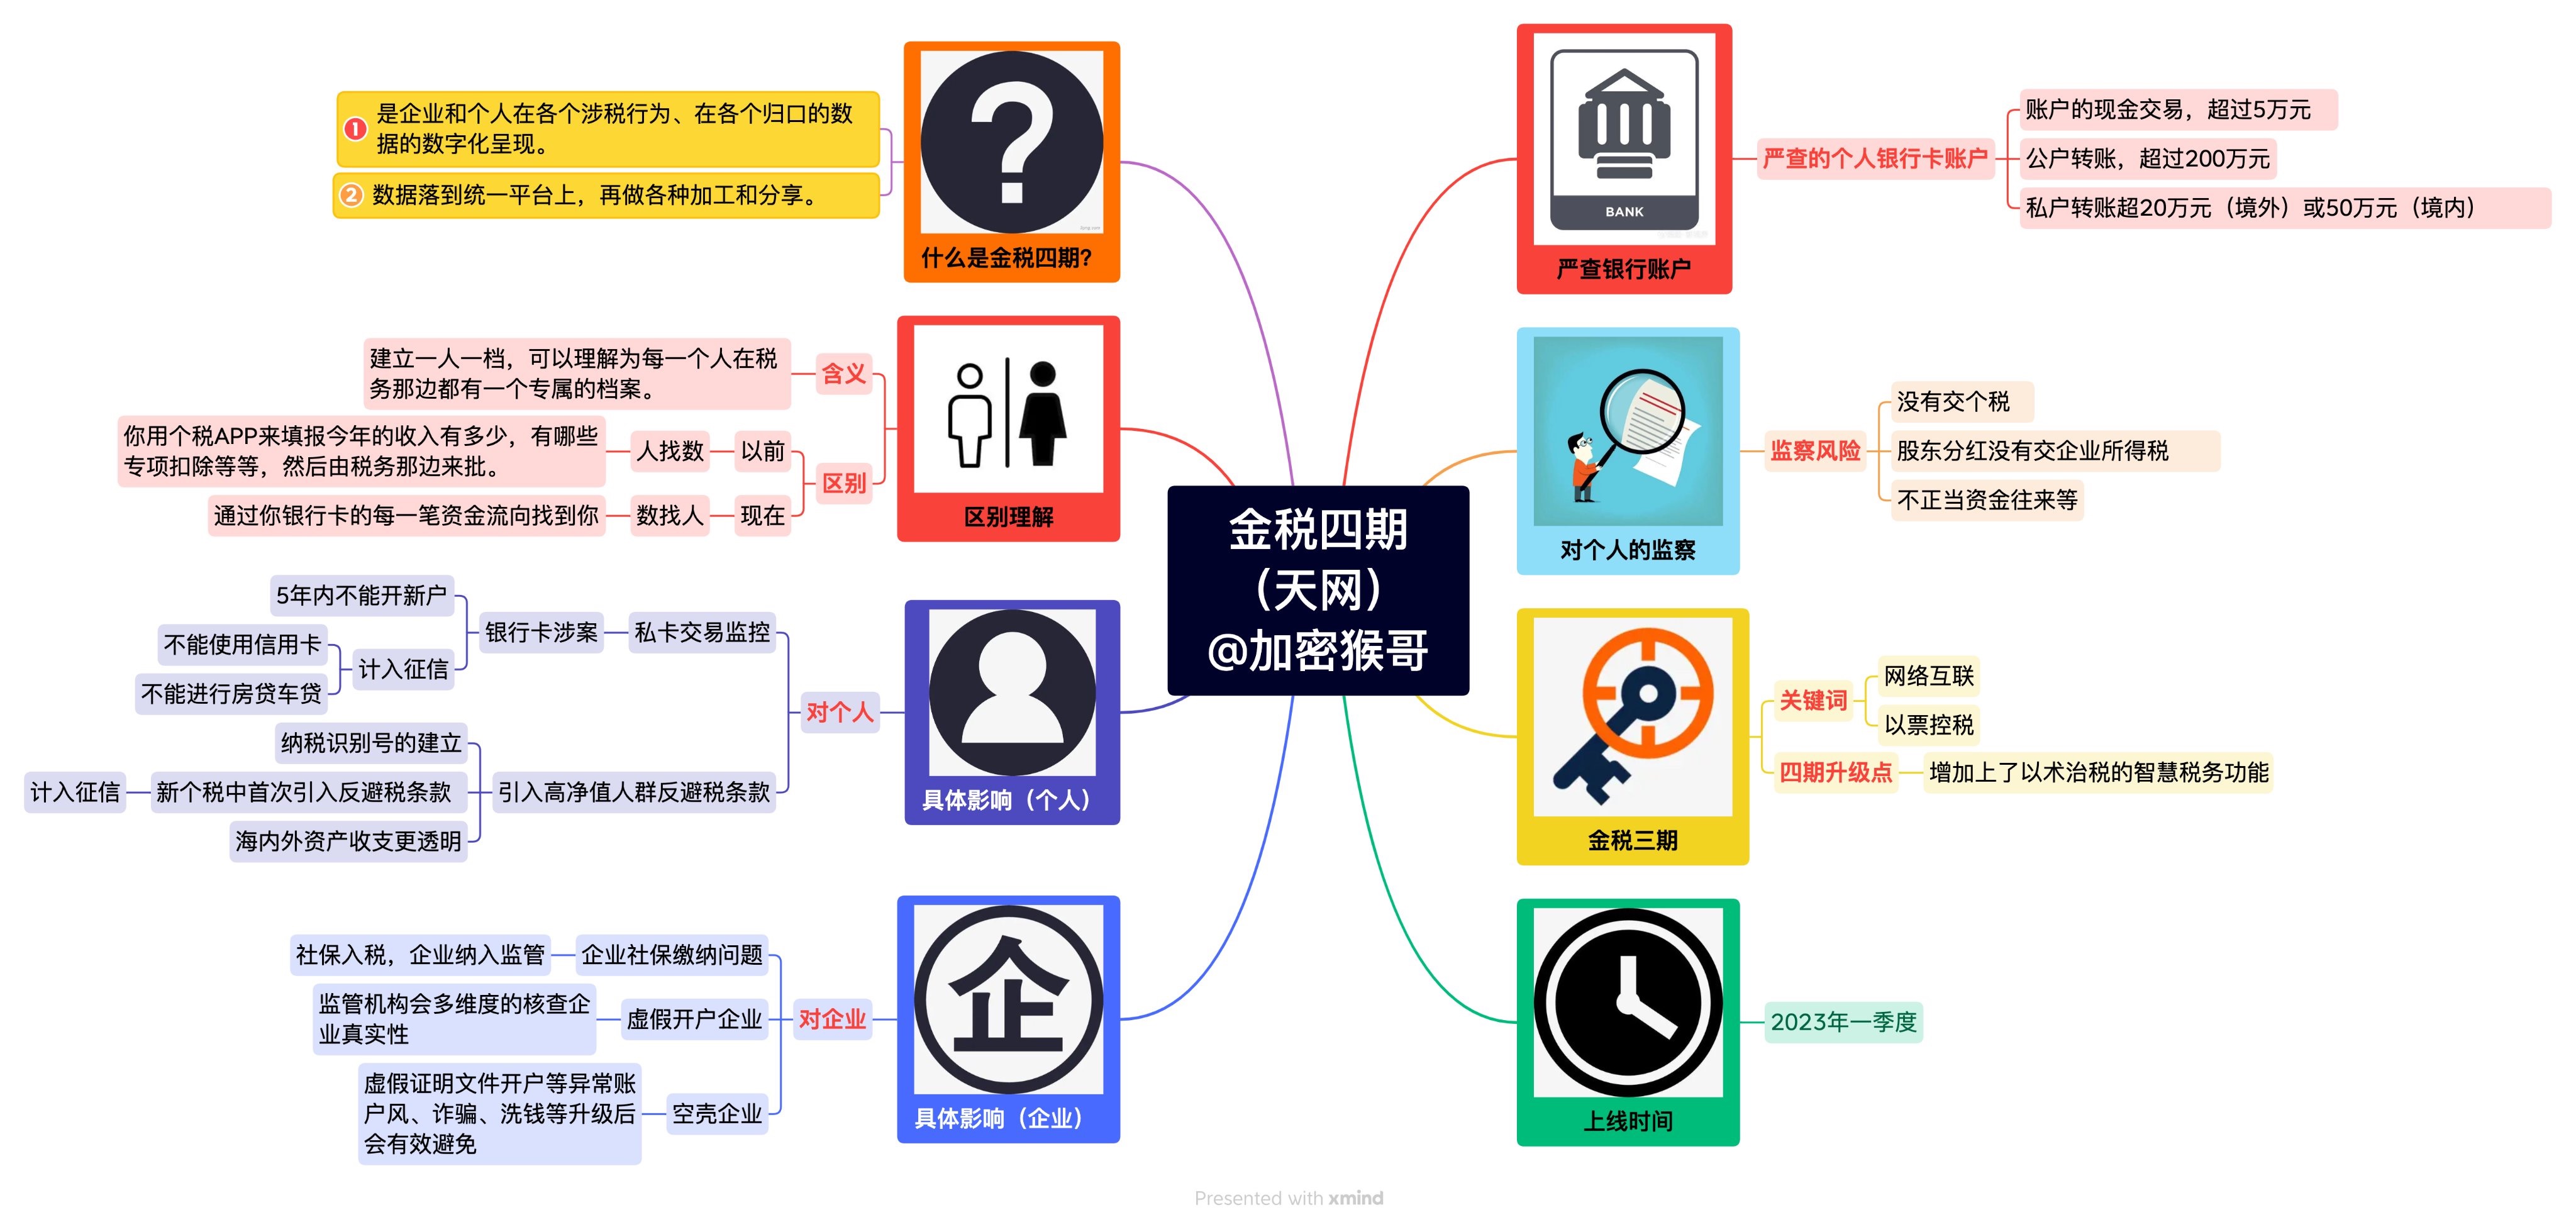 金税四期
（天网）
@加密猴哥
什么是金税四期?
1
是企业和个人在各个涉税行为、在各个归口的数
据的数字化呈现。
2
数据落到统一平台上，再做各种加工和分享。
区别理解
含义
建立一人一档，可以理解为每一个人在税
务那边都有一个专属的档案。
区别
以前
人找数
你用个税APP来填报今年的收入有多少，有哪些
专项扣除等等，然后由税务那边来批。
现在
数找人
通过你银行卡的每一笔资金流向找到你
具体影响（个人）
对个人
私卡交易监控
银行卡涉案
5年内不能开新户
计入征信
不能使用信用卡
不能进行房贷车贷
引入高净值人群反避税条款
纳税识别号的建立
新个税中首次引入反避税条款
计入征信
海内外资产收支更透明
具体影响（企业）
企
对企业
企业社保缴纳问题
社保入税，企业纳入监管
虚假开户企业
监管机构会多维度的核查企
业真实性
空壳企业
虚假证明文件开户等异常账
户风、诈骗、洗钱等升级后
会有效避免
BANK
严查银行账户
严查的个人银行卡账户
账户的现金交易，超过5万元
公户转账，超过200万元
私户转账超20万元（境外）或50万元（境内）
对个人的监察
监察风险
没有交个税
股东分红没有交企业所得税
不正当资金往来等
金税三期
关键词
网络互联
以票控税
四期升级点
增加上了以术治税的智慧税务功能
上线时间
2023年一季度
Presented with xmind